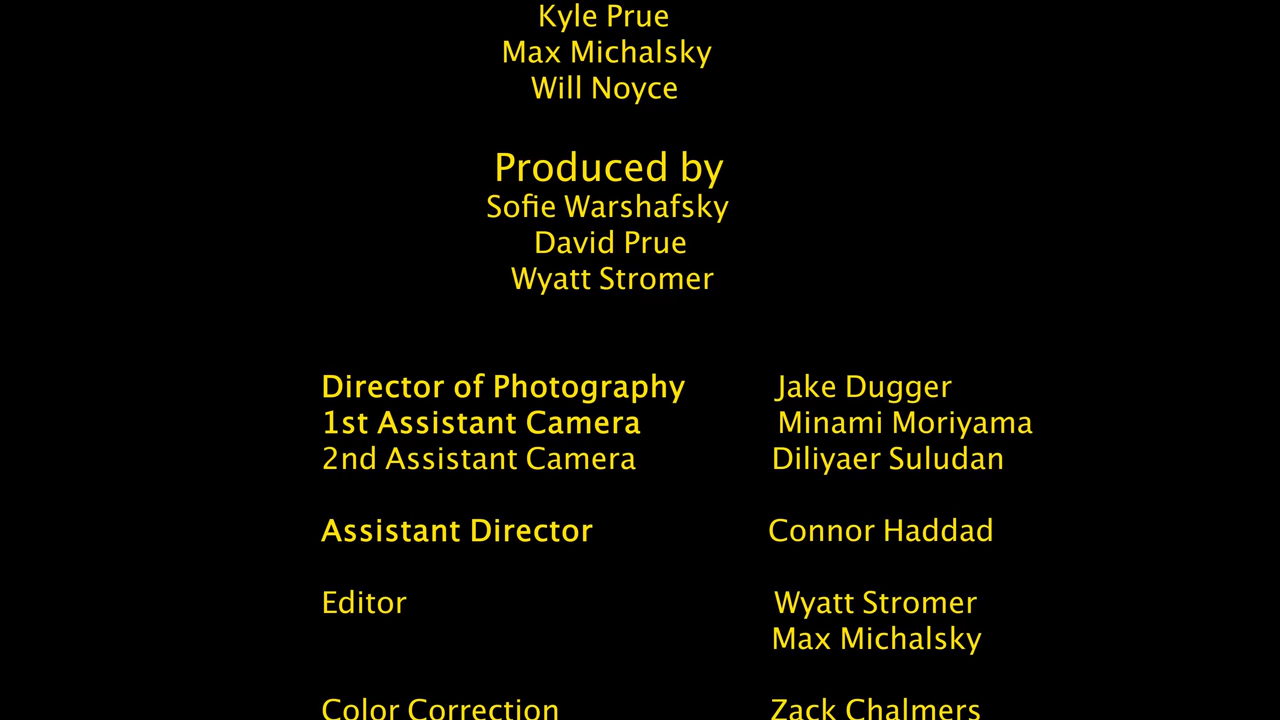 Kyle Prue
Max Michalsky
Will Noyce
Produced by
Sofie Warshafsky
David Prue
Wyatt Stromer
Director of Photography Jake Dugger
1st Assistant Camera Minami Moriyama
2nd Assistant Camera Diliyaer Suludan
Assistant Director Connor Haddad
Editor Wyatt Stromer
Max Michalsky
Color Correction Zack Chalmers